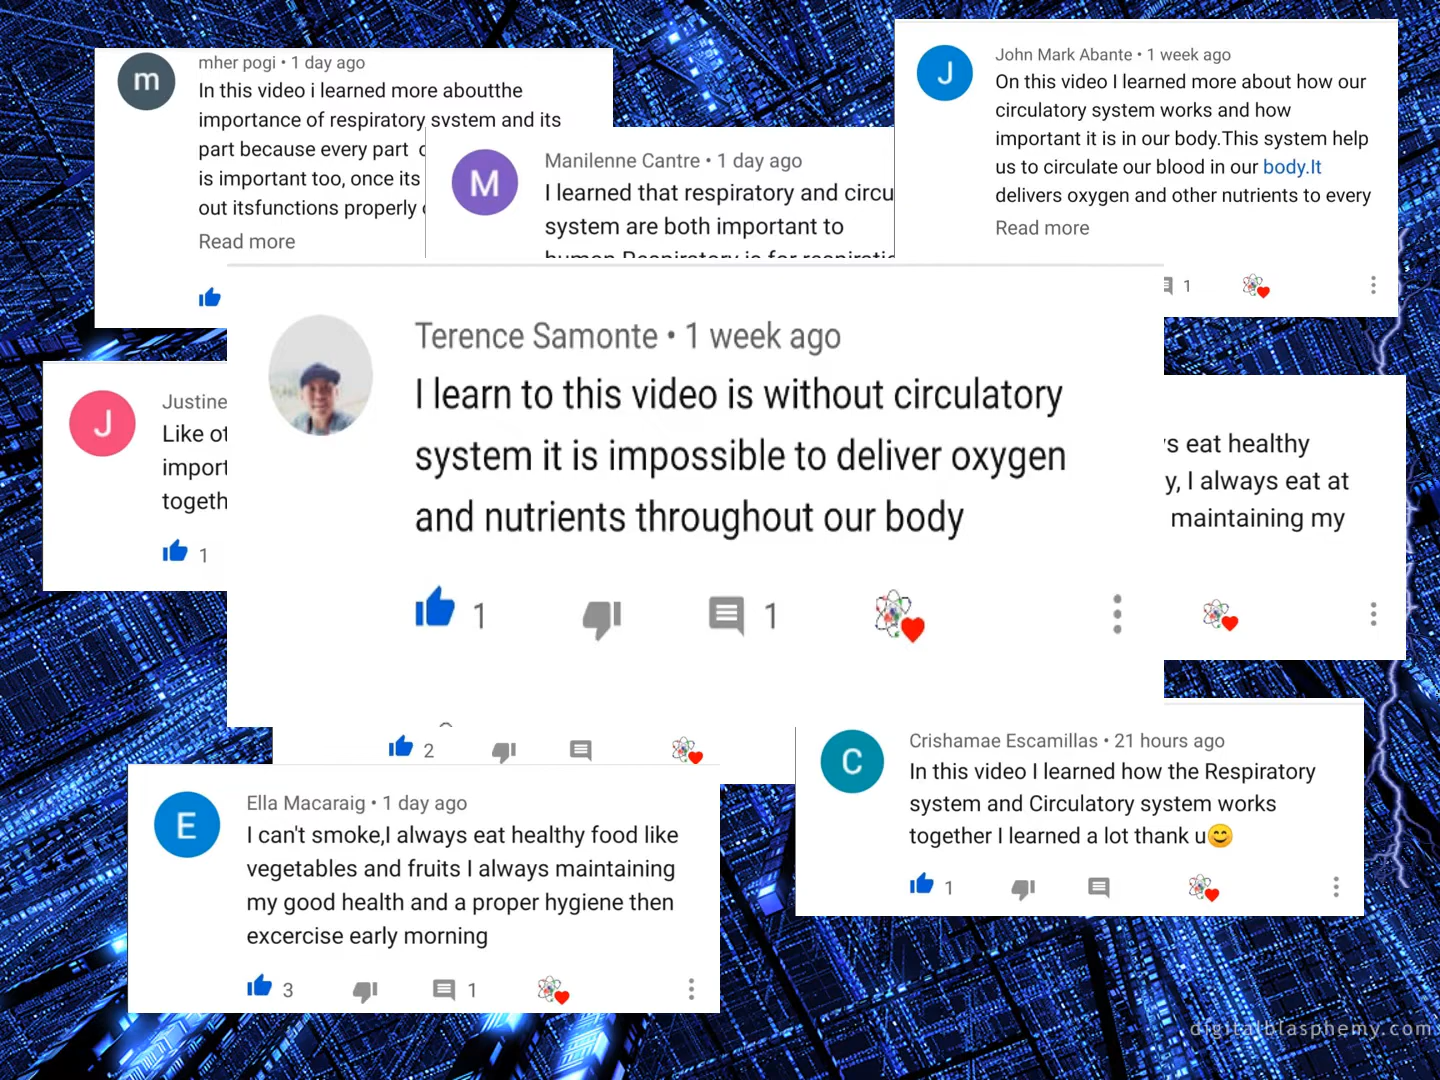 m
mher pogi • 1 day ago
In this video i learned more aboutthe
importance of respiratory system and its
part because every part
is important too, once its
out itsfunctions properly
Read more
M
Manilenne Cantre • 1 day ago
I learned that respiratory and circu
system are both important to
human Respiratory is for
J
John Mark Abante • 1 week ago
On this video I learned more about how our
circulatory system works and how
important it is in our body.This system help
us to circulate our blood in our body.It
delivers oxygen and other nutrients to every
Read more
1
Terence Samonte • 1 week ago
I learn to this video is without circulatory
system it is impossible to deliver oxygen
and nutrients throughout our body
1 1
J
Justine
Like ot
import
togeth
1
s eat healthy
y, I always eat at
maintaining my
2
E
Ella Macaraig • 1 day ago
I can't smoke,I always eat healthy food like
vegetables and fruits I always maintaining
my good health and a proper hygiene then
excercise early morning
3 1
C
Crishamae Escamillas • 21 hours ago
In this video I learned how the Respiratory
system and Circulatory system works
together I learned a lot thank u😊
1
digitalblasphemy.com